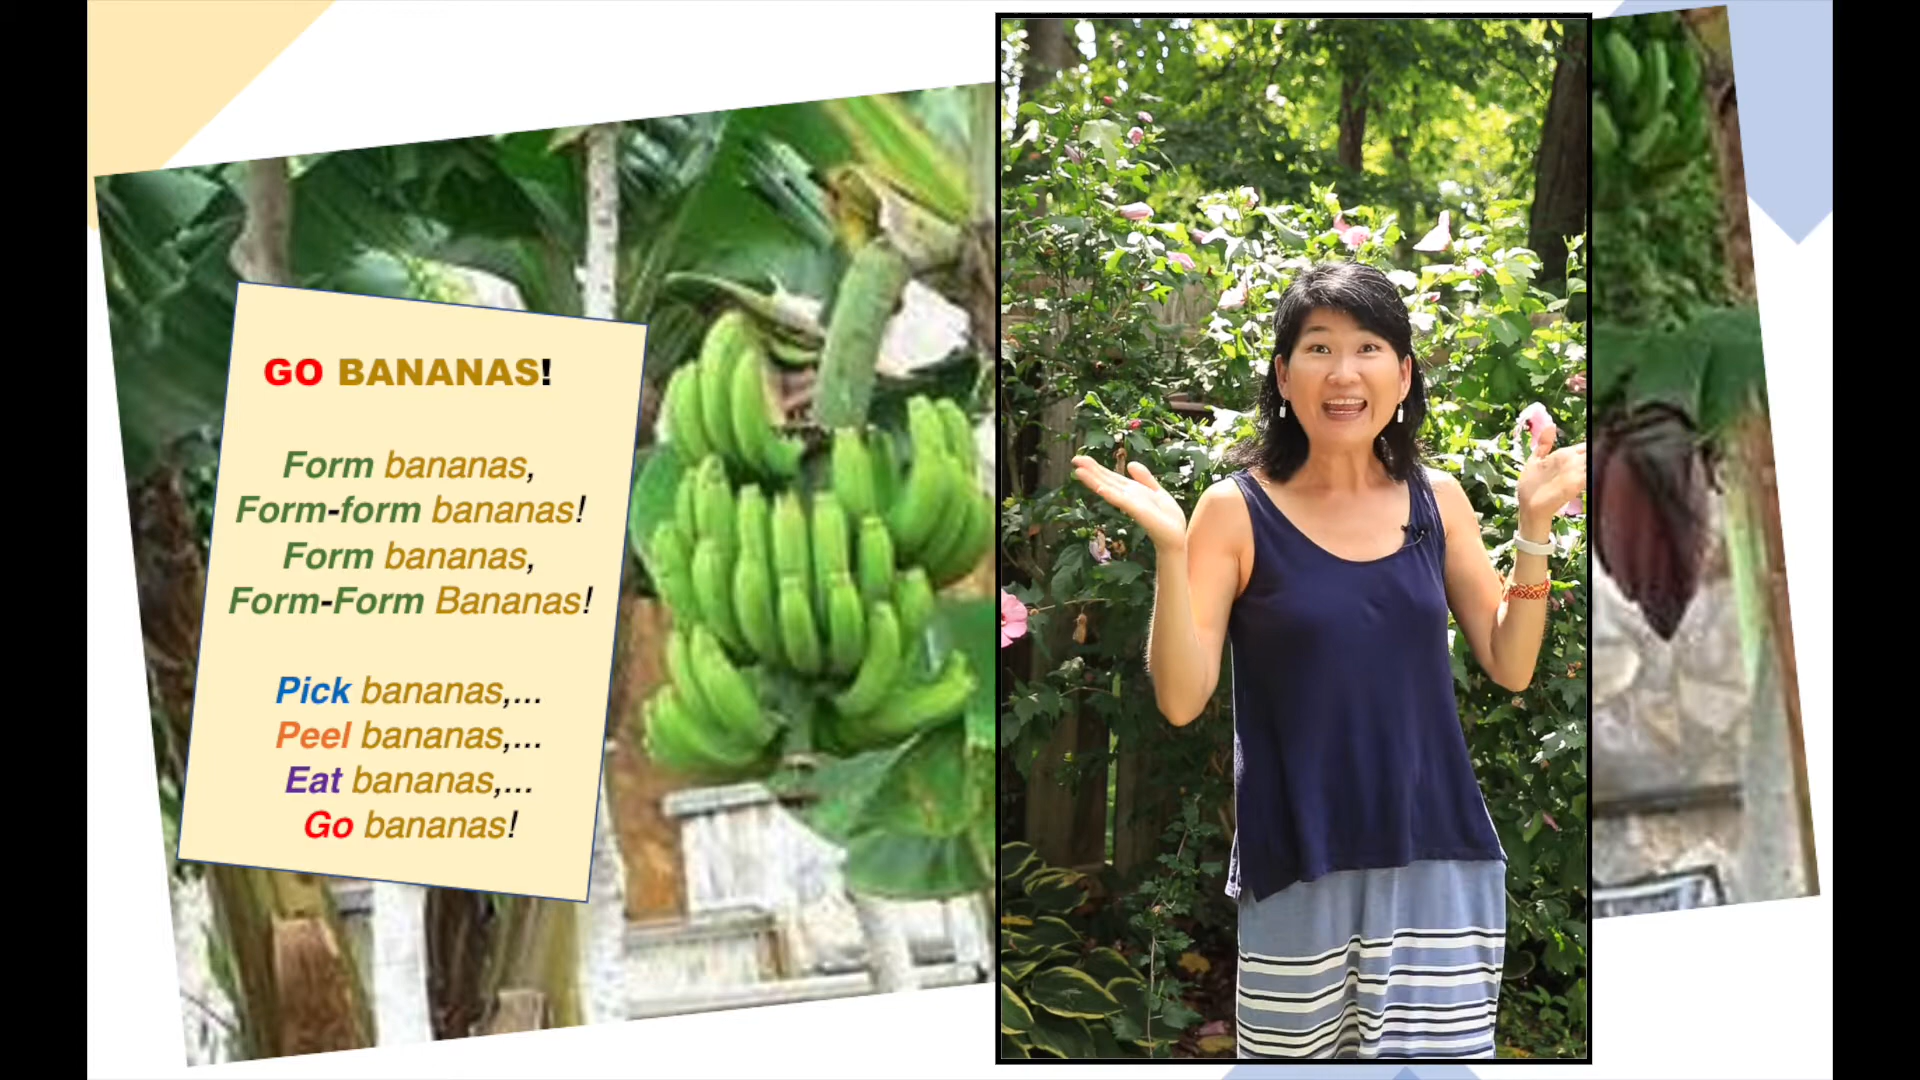 GO BANANAS!
Form bananas,
Form-form bananas!
Form bananas,
Form-Form Bananas!
Pick bananas,...
Peel bananas,...
Eat bananas,...
Go bananas!